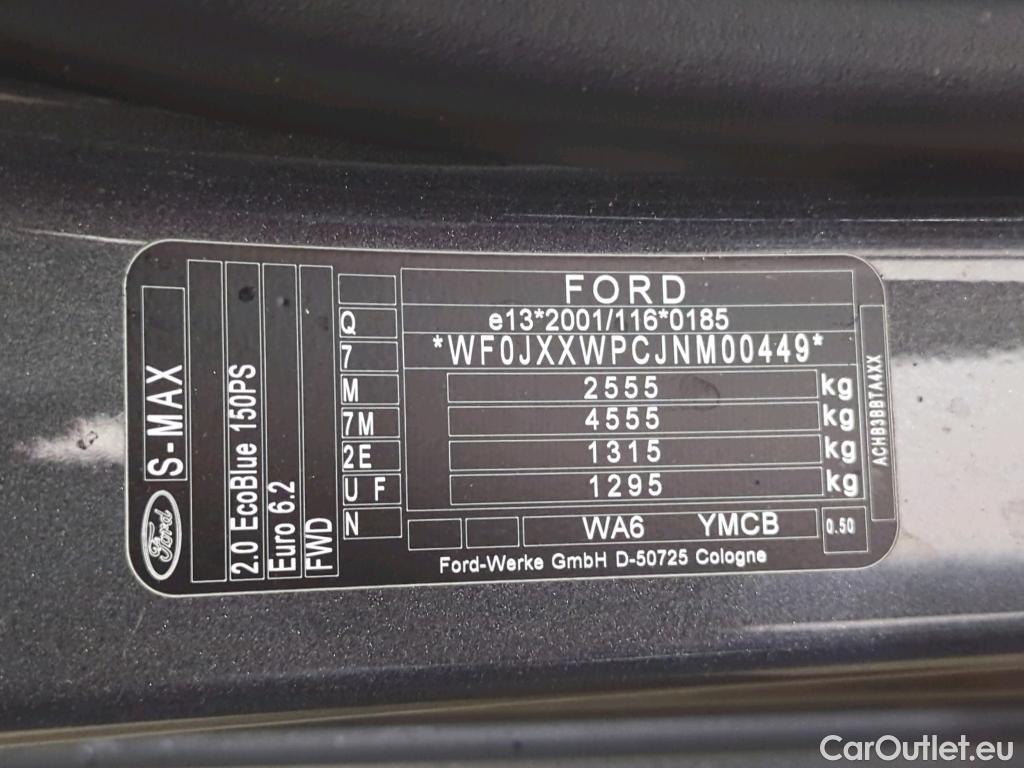 FORD
e13*2001/116*0185
*WF0JXXWPCJNM00449*
2555 kg
4555 kg
1315 kg
1295 kg
WA6 YMCB 0.50
Ford-Werke GmbH D-50725 Cologne
Q
7
M
7M
2E
U F
N
Ford S-MAX
2.0 EcoBlue 150PS
Euro 6.2
FWD
ACHB3BBTA4XX
CarOutlet.eu